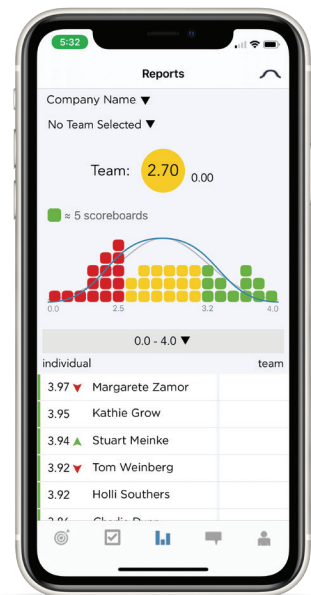 5:32
Reports
Company Name ▼
No Team Selected ▼
Team: 2.70 0.00
≈ 5 scoreboards
0.0 2.5 3.2 4.0
0.0 - 4.0 ▼
individual team
3.97 Margarete Zamor
3.95 Kathie Grow
3.94 Stuart Meinke
3.92 Tom Weinberg
3.92 Holli Southers